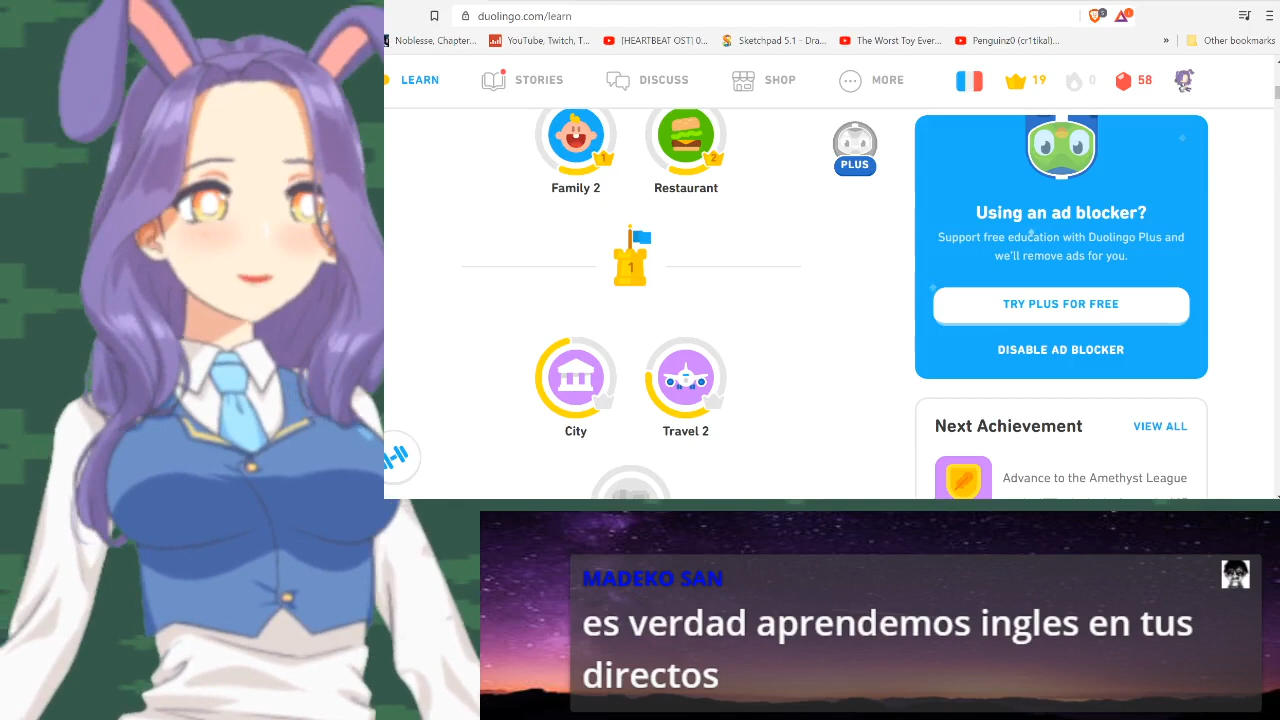 duolingo.com/learn
5
1
Noblesse, Chapter...
YouTube, Twitch, T...
[HEARTBEAT OST] 0...
Sketchpad 5.1 - Dra...
The Worst Toy Ever...
Penguinz0 (cr1tikal)...
»
Other bookmarks
LEARN
STORIES
DISCUSS
SHOP
MORE
19
0
58
1
2
Family 2
Restaurant
PLUS
1
City
Travel 2
Using an ad blocker?
Support free education with Duolingo Plus and
we'll remove ads for you.
TRY PLUS FOR FREE
DISABLE AD BLOCKER
Next Achievement
VIEW ALL
Advance to the Amethyst League
MADEKO SAN
es verdad aprendemos ingles en tus
directos